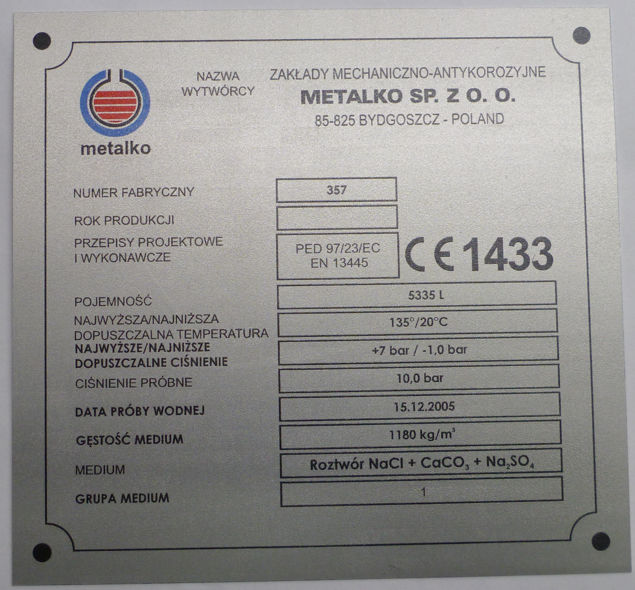 metalko
NAZWA
WYTWÓRCY
ZAKŁADY MECHANICZNO-ANTYKOROZYJNE
METALKO SP. Z O. O.
85-825 BYDGOSZCZ - POLAND
NUMER FABRYCZNY 357
ROK PRODUKCJI
PRZEPISY PROJEKTOWE
I WYKONAWCZE
PED 97/23/EC
EN 13445
CE 1433
POJEMNOŚĆ 5335 L
NAJWYŻSZA/NAJNIŻSZA
DOPUSZCZALNA TEMPERATURA 135°/20°C
NAJWYŻSZE/NAJNIŻSZE
DOPUSZCZALNE CIŚNIENIE +7 bar / -1,0 bar
CIŚNIENIE PRÓBNE 10,0 bar
DATA PRÓBY WODNEJ 15.12.2005
GĘSTOŚĆ MEDIUM 1180 kg/m³
MEDIUM Roztwór NaCl + CaCO₃ + Na₂SO₄
GRUPA MEDIUM 1